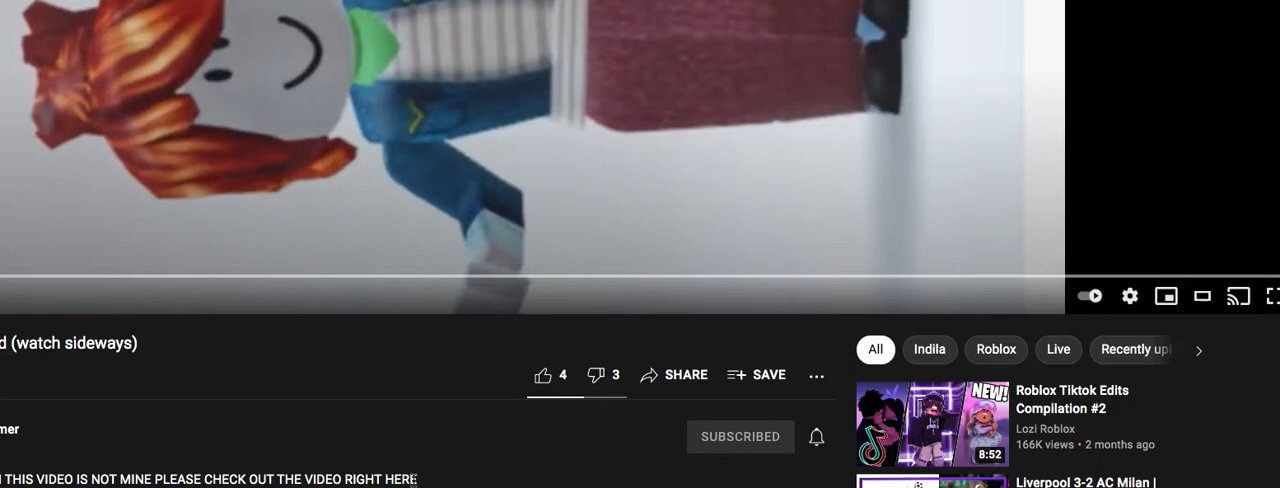 (watch sideways)
4
3
SHARE
SAVE
SUBSCRIBED
THIS VIDEO IS NOT MINE PLEASE CHECK OUT THE VIDEO RIGHT HERE
All
Indila
Roblox
Live
Recently upl
NEW!
8:52
Roblox Tiktok Edits
Compilation #2
Lozi Roblox
166K views • 2 months ago
Liverpool 3-2 AC Milan |